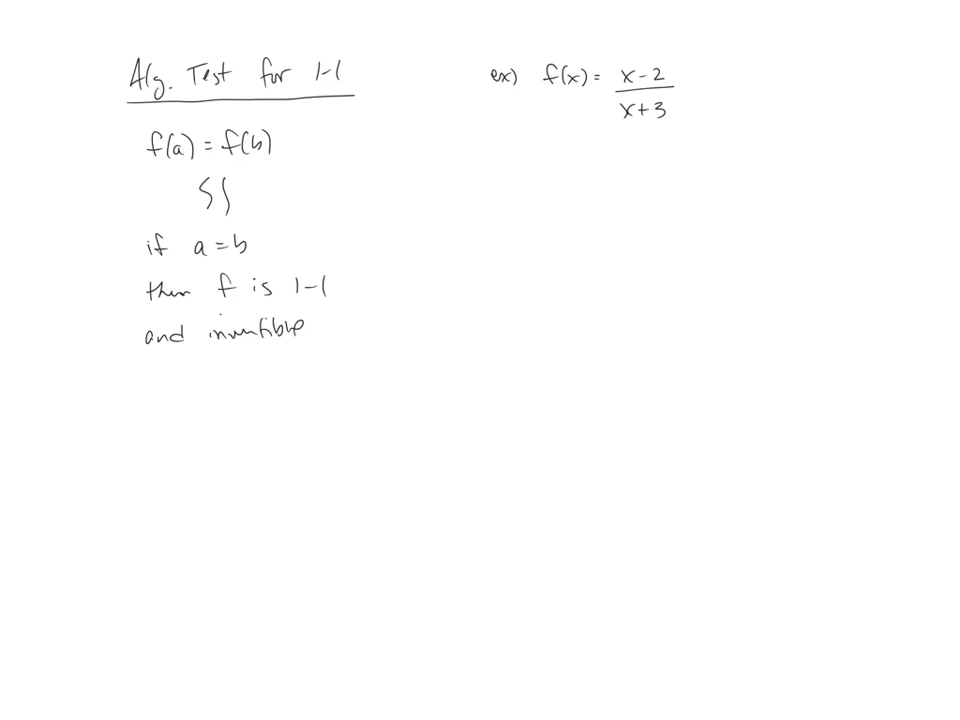 Alg. Test for 1-1
f(a) = f(b)
if a = b
then f is 1-1
and invertible
ex) f(x) = x - 2
x + 3